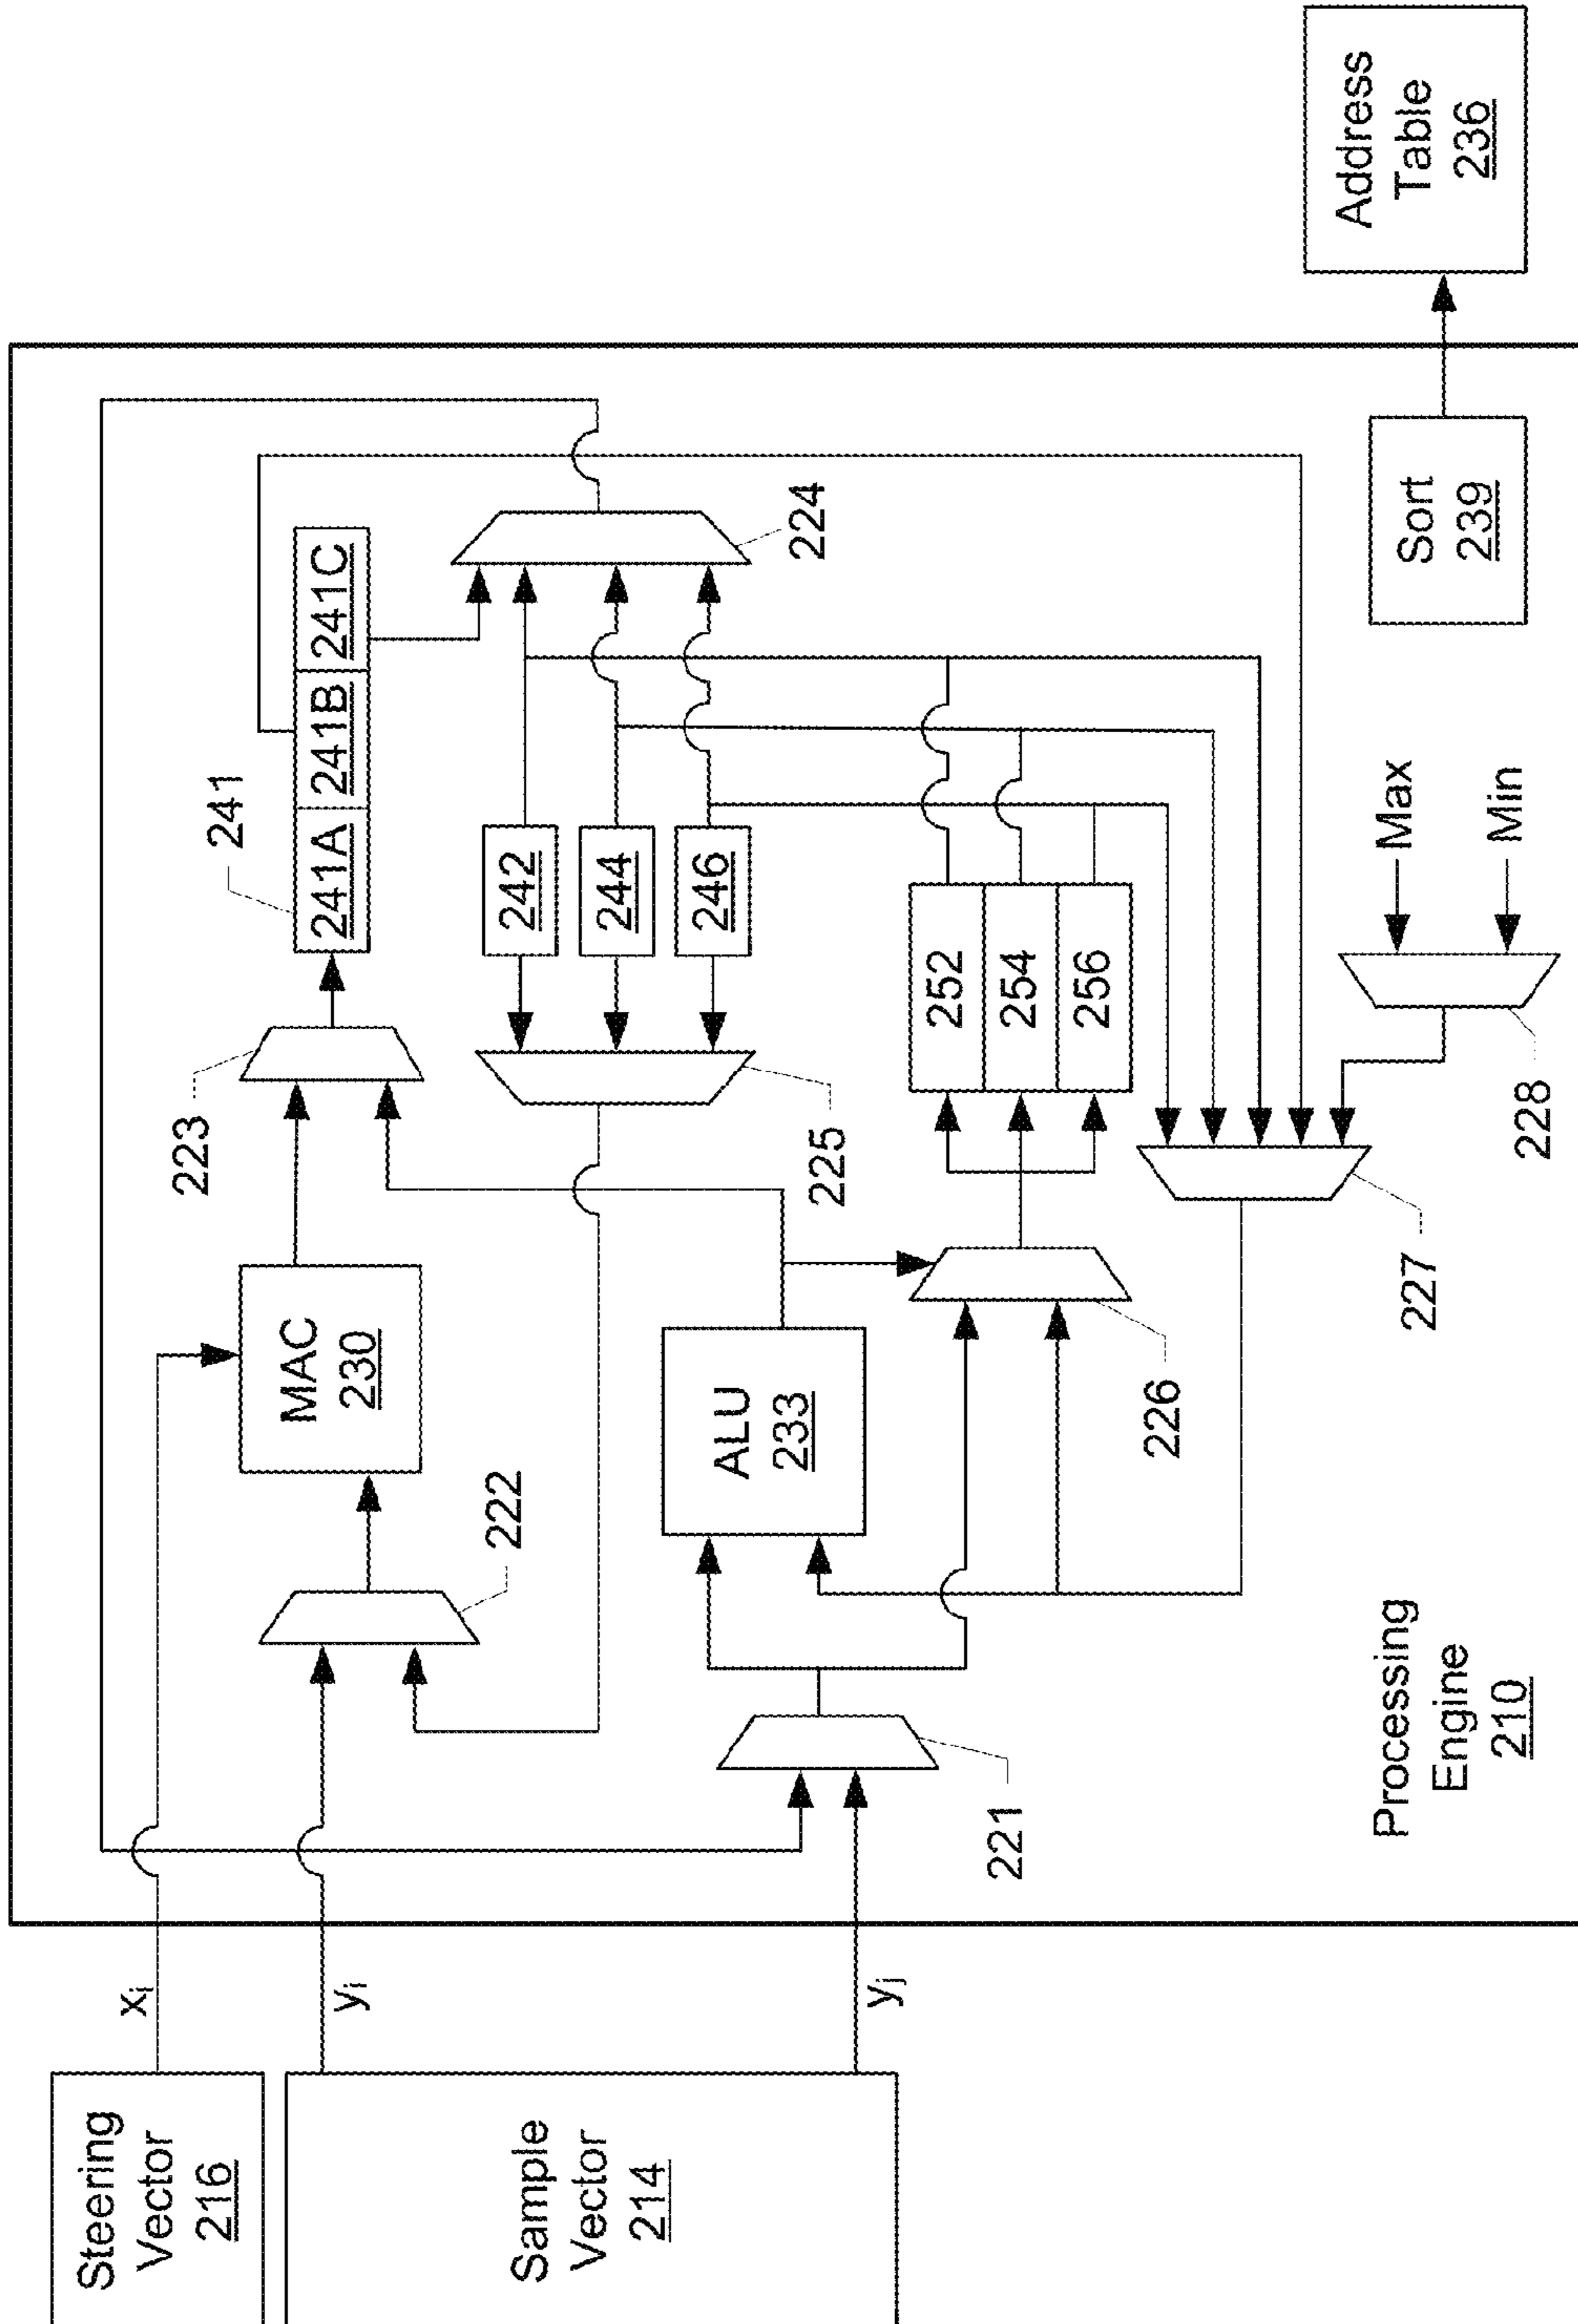 Steering
Vector
216
Sample
Vector
214
xi
yi
yj
Processing
Engine
210
221
222
MAC
230
ALU
233
223
225
226
227
228
241
241A
241B
241C
242
244
246
252
254
256
224
Max
Min
Sort
239
Address
Table
236